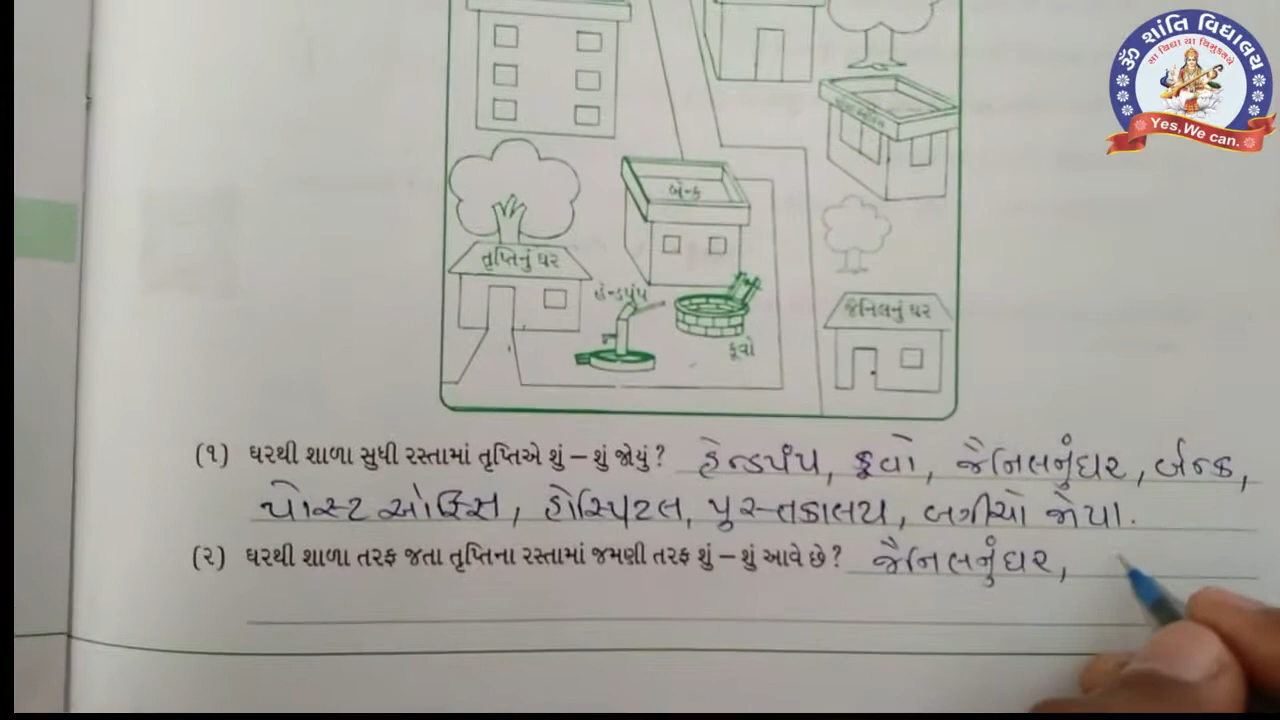 ૐ શાંતિ વિદ્યાલય
સા વિદ્યા યા વિમુક્તયે
Yes, We can.
બેન્ક
તૃપ્તિનું ઘર
હેન્ડપંપ
કૂવો
જૈનિલનું ઘર
(૧) ઘરથી શાળા સુધી રસ્તામાં તૃપ્તિએ શું – શું જોયું ? હેન્ડપંપ, કૂવો, જૈનિલનું ઘર, બેન્ક,
પોસ્ટ ઓફિસ, હોસ્પિટલ, પુસ્તકાલય, બગીચો જોયા.
(૨) ઘરથી શાળા તરફ જતા તૃપ્તિના રસ્તામાં જમણી તરફ શું – શું આવે છે ? જૈનિલનું ઘર,